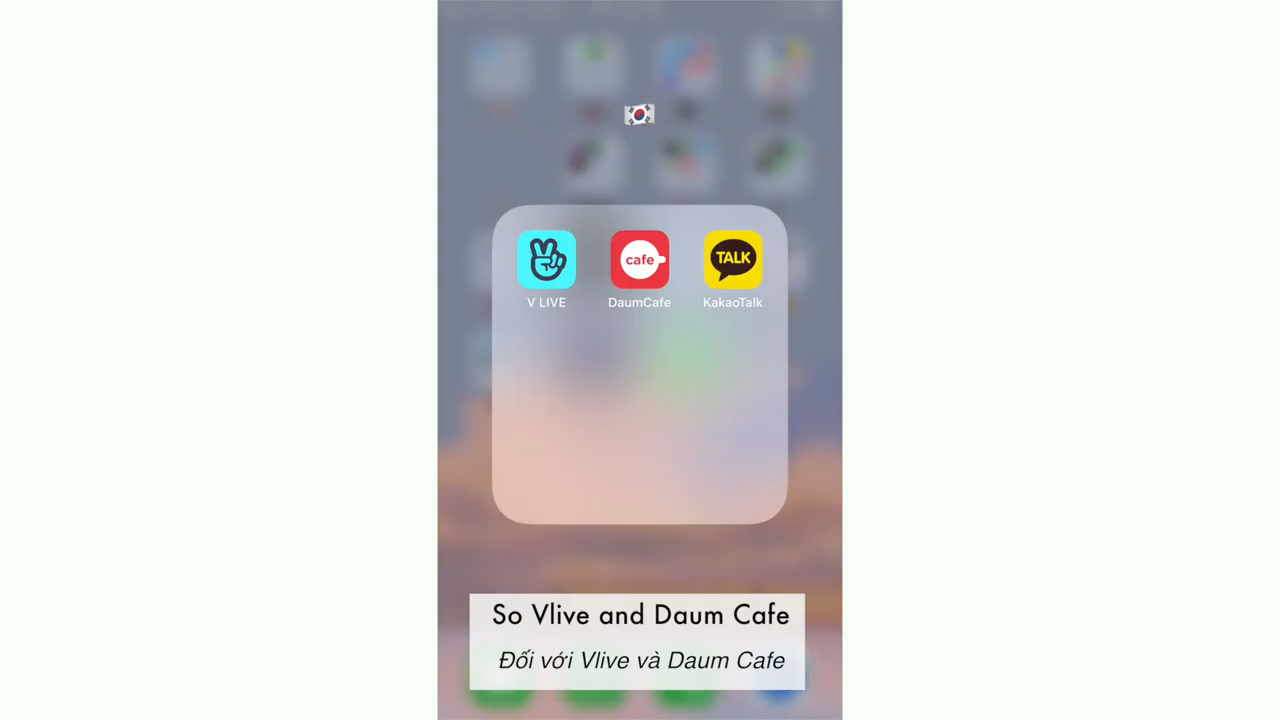 cafe
TALK
V LIVE
DaumCafe
KakaoTalk
So Vlive and Daum Cafe
Đối với Vlive và Daum Cafe